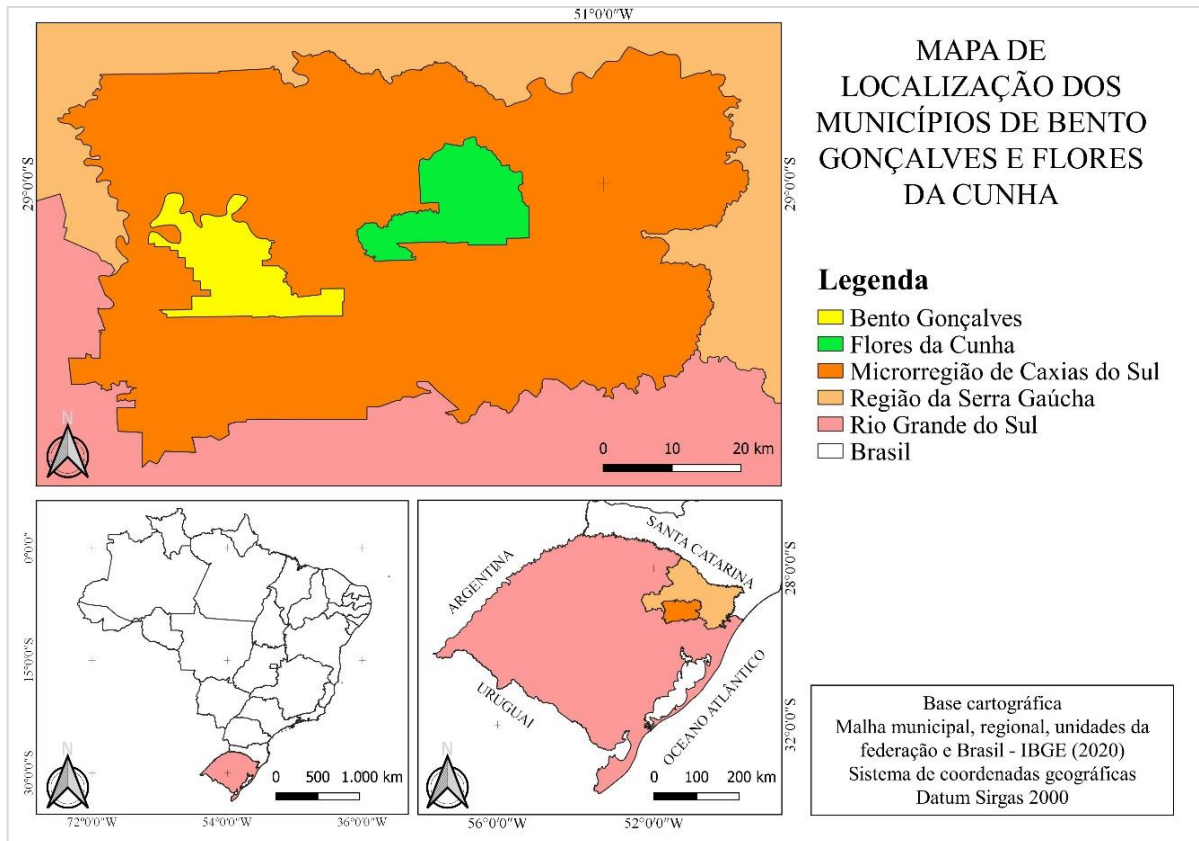 51°0'0"W
MAPA DE
LOCALIZAÇÃO DOS
MUNICÍPIOS DE BENTO
GONÇALVES E FLORES
DA CUNHA
29°0'0"S
29°0'0"S
Legenda
Bento Gonçalves
Flores da Cunha
Microrregião de Caxias do Sul
Região da Serra Gaúcha
Rio Grande do Sul
Brasil
N
0 10 20 km
0°0'0"
15°0'0"S
30°0'0"S
N
0 500 1.000 km
72°0'0"W 54°0'0"W 36°0'0"W
SANTA CATARINA
ARGENTINA
URUGUAI
OCEANO ATLÂNTICO
28°0'0"S
32°0'0"S
N
0 100 200 km
56°0'0"W 52°0'0"W
Base cartográfica
Malha municipal, regional, unidades da
federação e Brasil - IBGE (2020)
Sistema de coordenadas geográficas
Datum Sirgas 2000